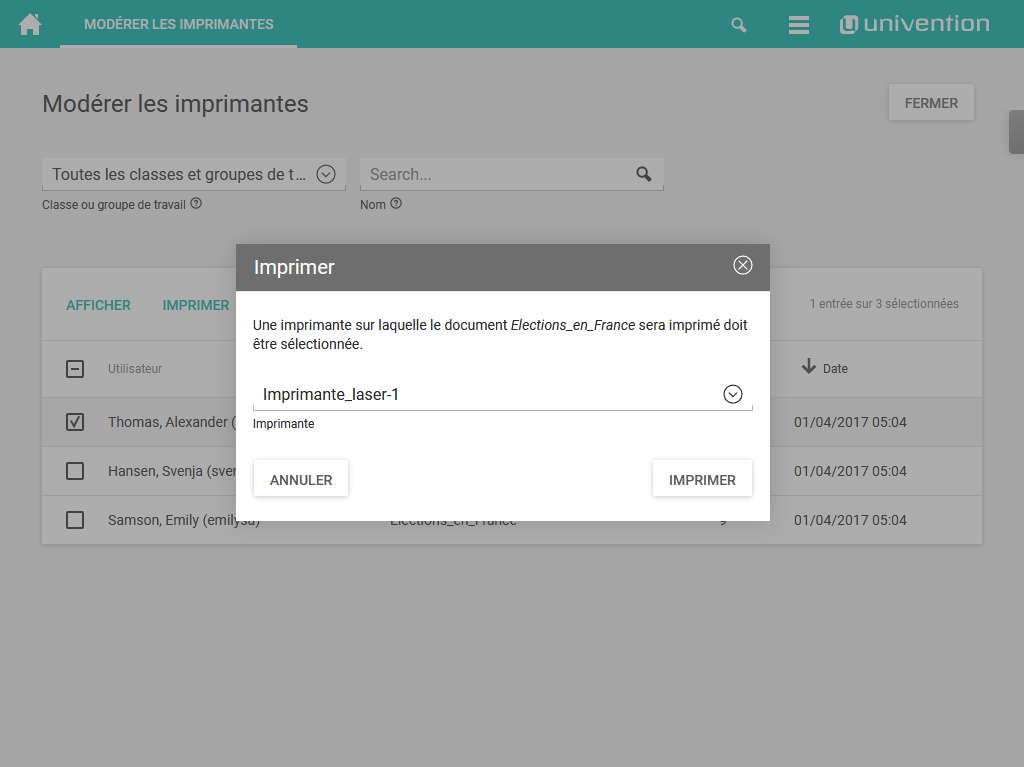 MODÉRER LES IMPRIMANTES
univention
Modérer les imprimantes
FERMER
Toutes les classes et groupes de t...
Search...
Classe ou groupe de travail
Nom
Imprimer
AFFICHER
IMPRIMER
1 entrée sur 3 sélectionnées
Une imprimante sur laquelle le document Elections_en_France sera imprimé doit
être sélectionnée.
Utilisateur
Date
Imprimante_laser-1
Imprimante
Thomas, Alexander (
01/04/2017 05:04
Hansen, Svenja (sven
01/04/2017 05:04
ANNULER
IMPRIMER
Samson, Emily (emilysa)
Elections_en_France
9
01/04/2017 05:04